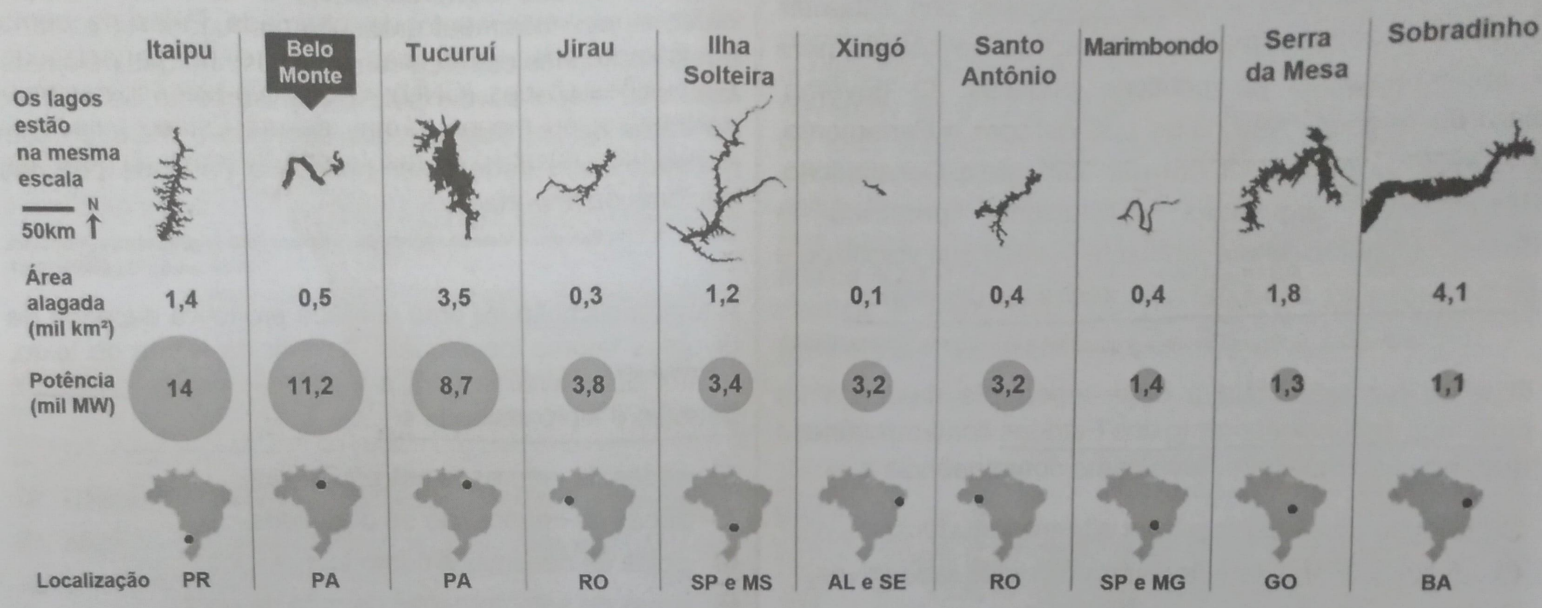 Itaipu
Belo
Monte
Tucuruí
Jirau
Ilha
Solteira
Xingó
Santo
Antônio
Marimbondo
Serra
da Mesa
Sobradinho
Os lagos
estão
na mesma
escala
N
50km
Área
alagada
(mil km²)
1,4 0,5 3,5 0,3 1,2 0,1 0,4 0,4 1,8 4,1
Potência
(mil MW)
14 11,2 8,7 3,8 3,4 3,2 3,2 1,4 1,3 1,1
Localização PR PA PA RO SP e MS AL e SE RO SP e MG GO BA